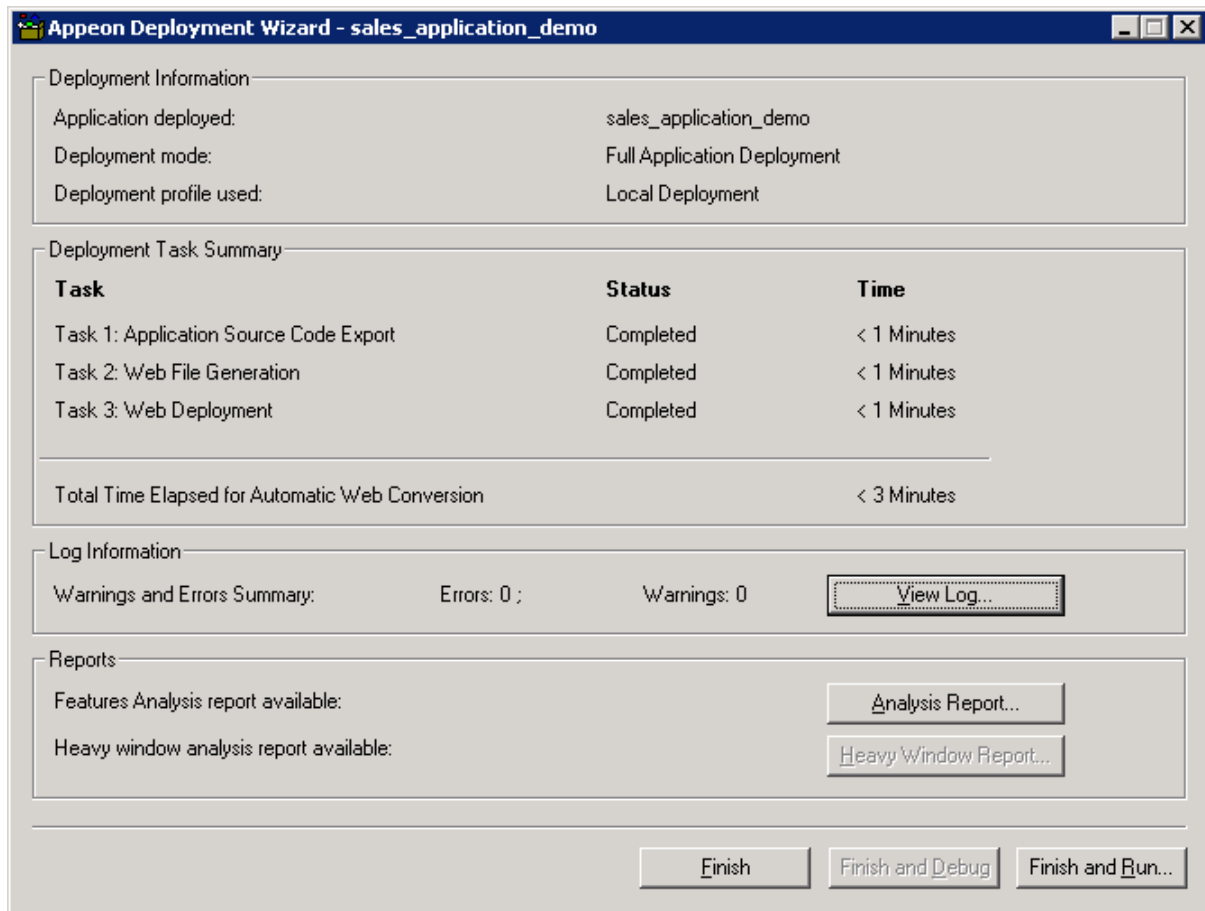 Appeon Deployment Wizard - sales_application_demo
Deployment Information
Application deployed: sales_application_demo
Deployment mode: Full Application Deployment
Deployment profile used: Local Deployment
Deployment Task Summary
Task Status Time
Task 1: Application Source Code Export Completed < 1 Minutes
Task 2: Web File Generation Completed < 1 Minutes
Task 3: Web Deployment Completed < 1 Minutes
Total Time Elapsed for Automatic Web Conversion < 3 Minutes
Log Information
Warnings and Errors Summary: Errors: 0 ; Warnings: 0 View Log...
Reports
Features Analysis report available: Analysis Report...
Heavy window analysis report available: Heavy Window Report...
Finish Finish and Debug Finish and Run...